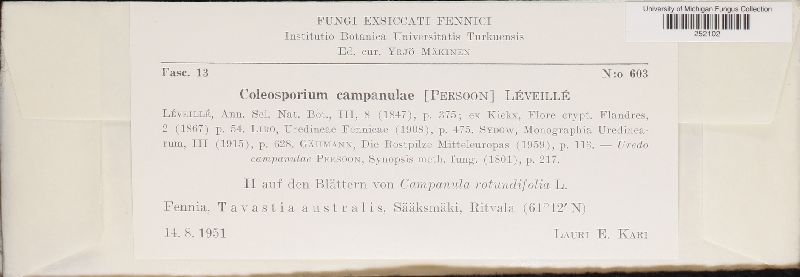 University of Michigan Fungus Collection
252102
FUNGI EXSICCATI FENNICI
Institutio Botanica Universitatis Turkuensis
Ed. cur. YRJÖ MÄKINEN
Fasc. 13 N:o 603
Coleosporium campanulae [PERSOON] LÉVEILLÉ
LÉVEILLÉ, Ann. Sci. Nat. Bot., III, 8 (1847), p. 375; ex Kickx, Flore crypt. Flandres,
2 (1867) p. 54. LIRO, Uredineae Fennicae (1908), p. 475. SYDOW, Monographia Uredinea-
rum, III (1915), p. 628. GÄUMANN, Die Rostpilze Mitteleuropas (1959), p. 113. — Uredo
campanulae PERSOON, Synopsis meth. fung. (1801), p. 217.
II auf den Blättern von Campanula rotundifolia L.
Fennia, Tavastia australis, Sääksmäki, Ritvala (61°12′ N)
14. 8. 1951 LAURI E. KARI